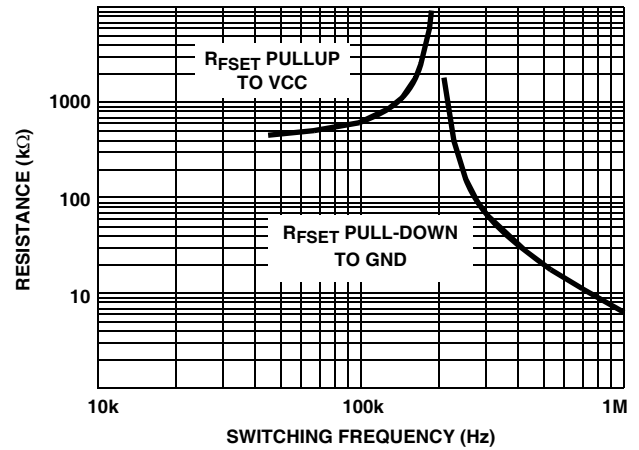 RFSET PULLUP
TO VCC
1000
100
10
RESISTANCE (kΩ)
RFSET PULL-DOWN
TO GND
10k 100k 1M
SWITCHING FREQUENCY (Hz)